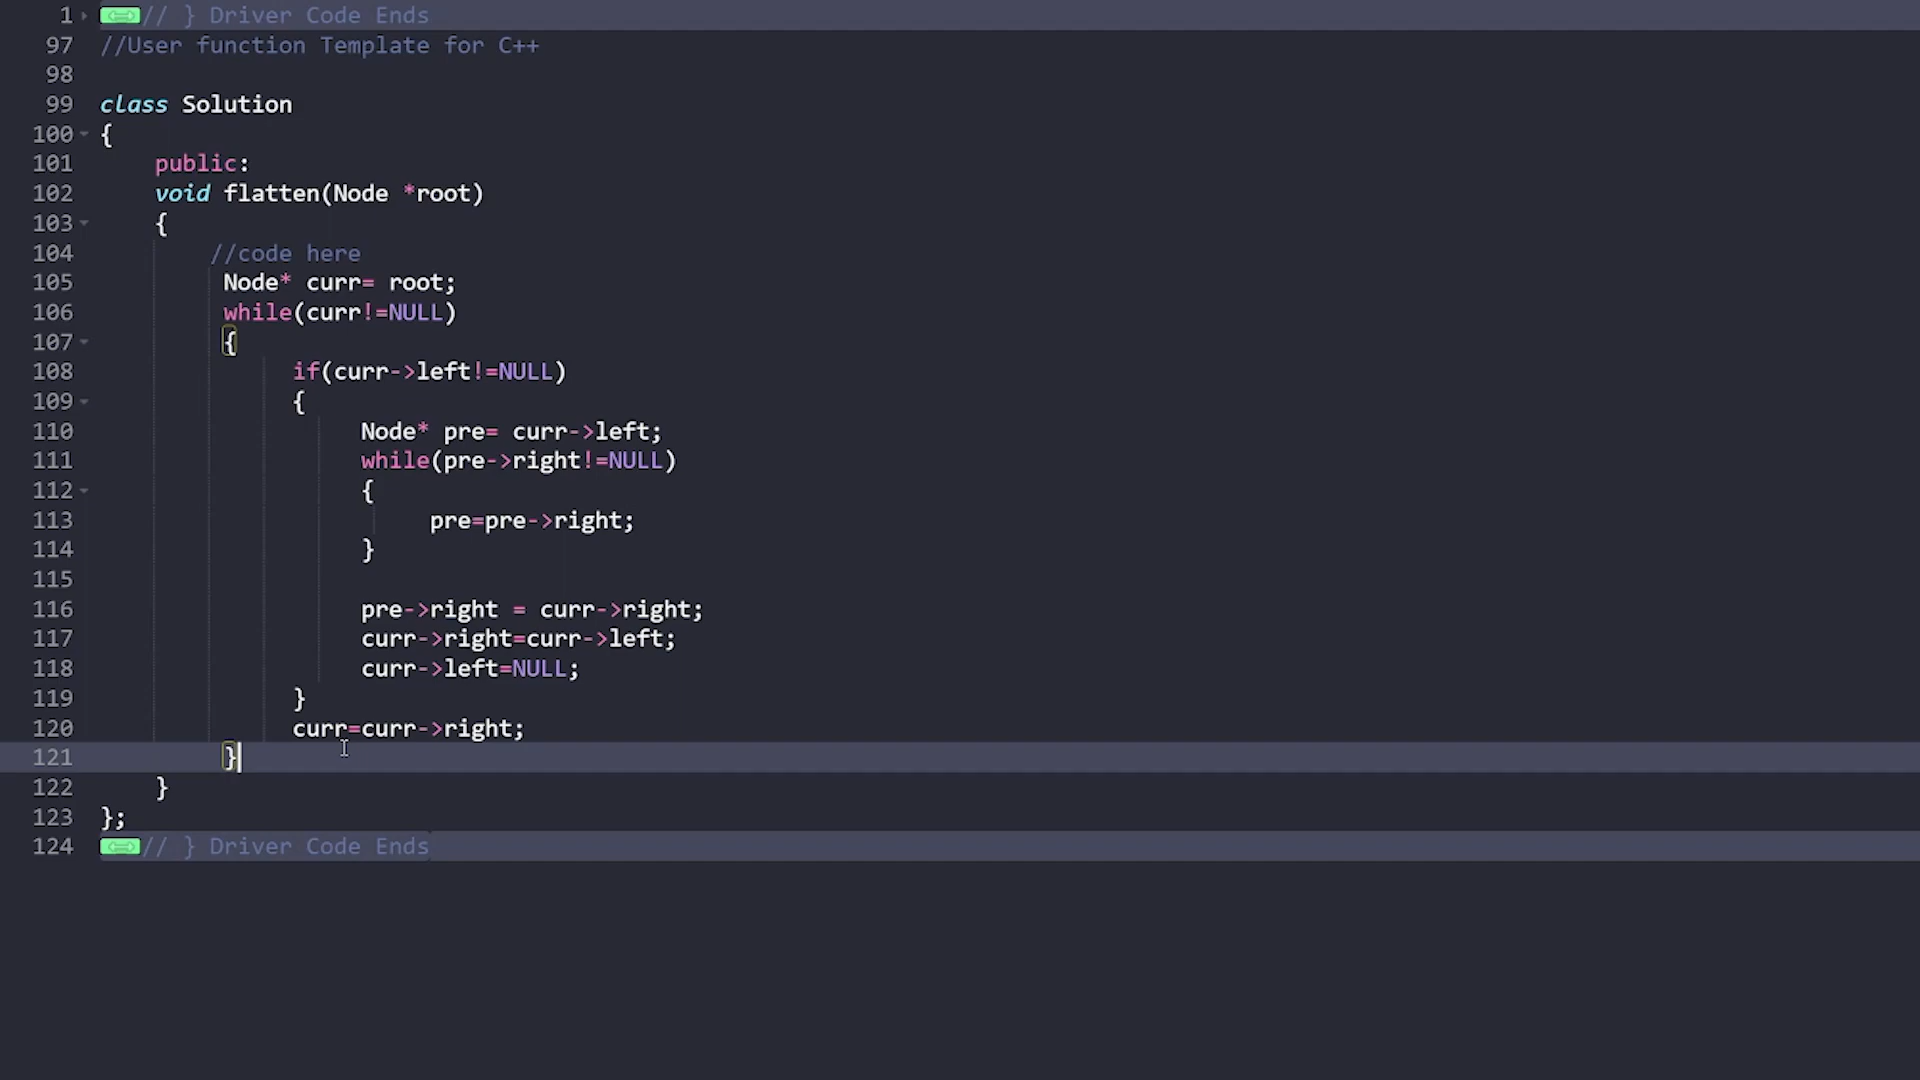 1 // } Driver Code Ends
97 //User function Template for C++
98
99 class Solution
100 {
101 public:
102 void flatten(Node *root)
103 {
104 //code here
105 Node* curr= root;
106 while(curr!=NULL)
107 {
108 if(curr->left!=NULL)
109 {
110 Node* pre= curr->left;
111 while(pre->right!=NULL)
112 {
113 pre=pre->right;
114 }
115
116 pre->right = curr->right;
117 curr->right=curr->left;
118 curr->left=NULL;
119 }
120 curr=curr->right;
121 }
122 }
123 };
124 // } Driver Code Ends